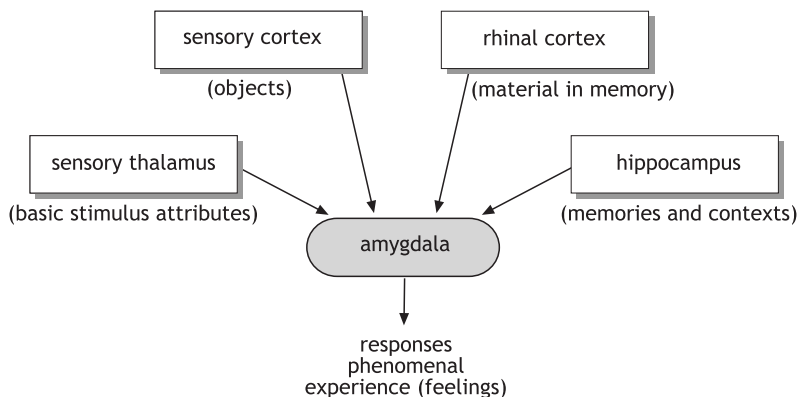 sensory cortex
rhinal cortex
(objects)
(material in memory)
sensory thalamus
hippocampus
(basic stimulus attributes)
(memories and contexts)
amygdala
responses
phenomenal
experience (feelings)